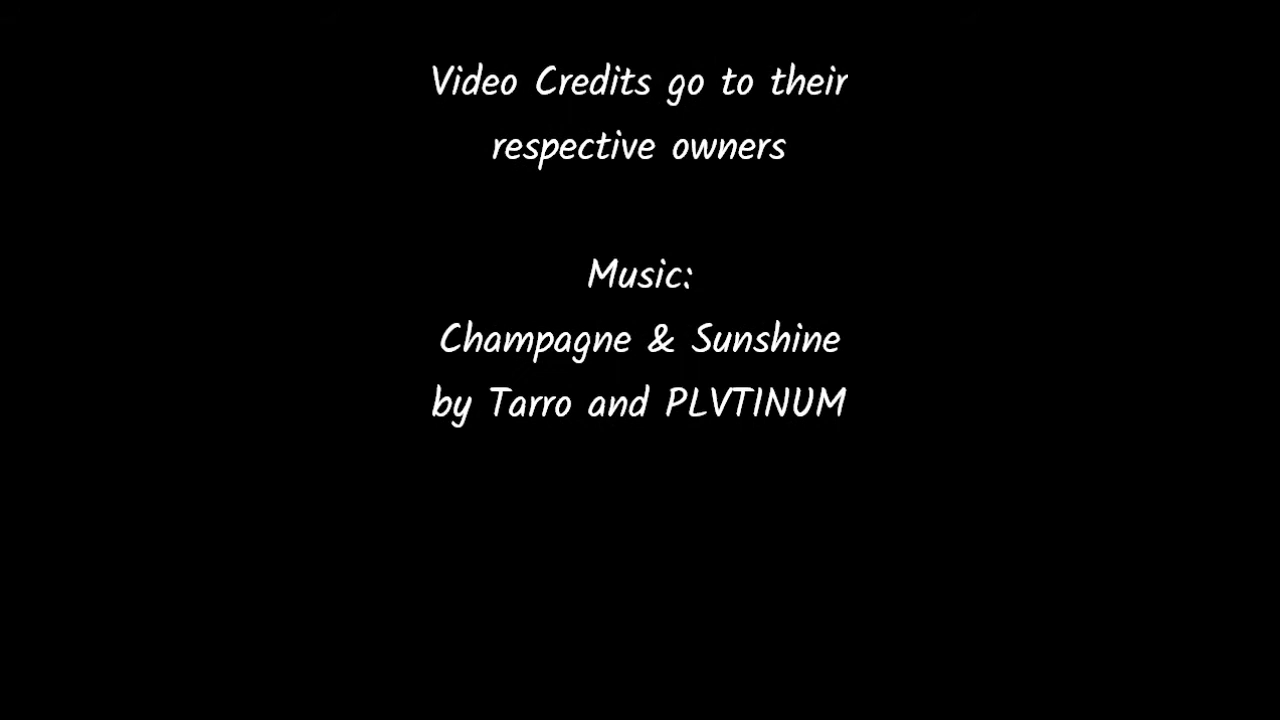 Video Credits go to their
respective owners
Music:
Champagne & Sunshine
by Tarro and PLVTINUM